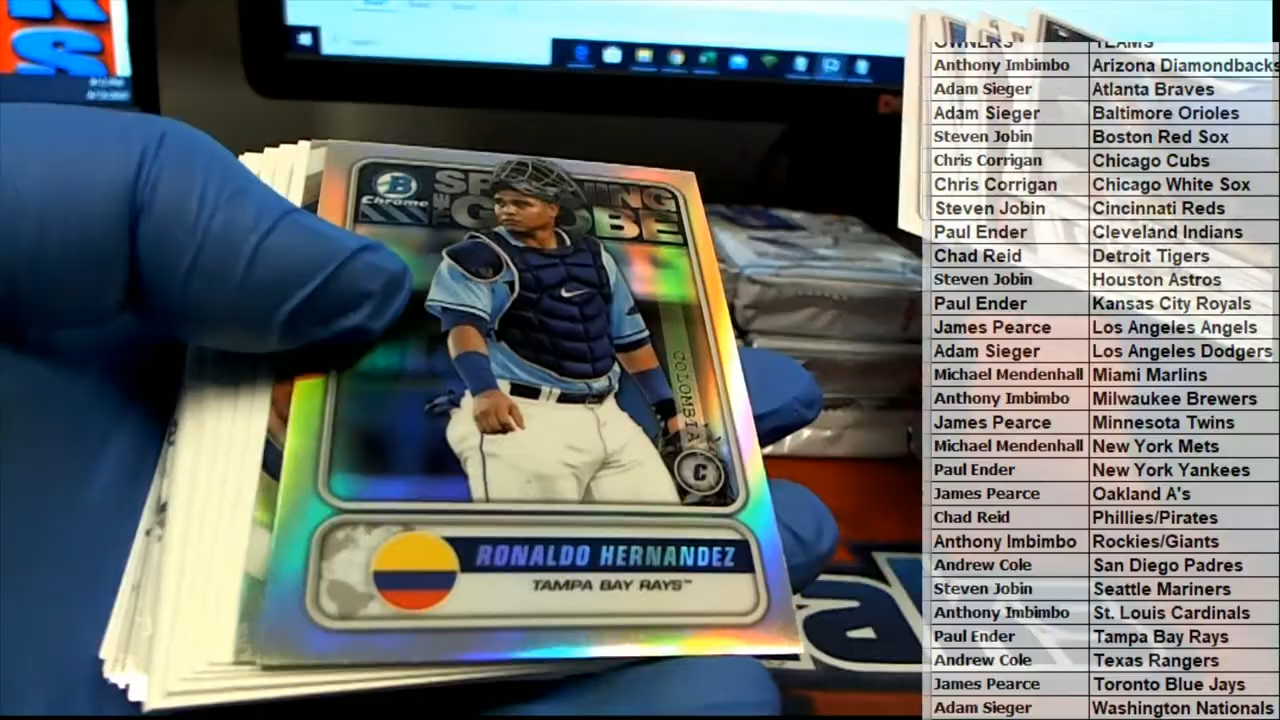 KS
B
Chrome
SPINNING
THE
GLOBE
COLOMBIA
C
RONALDO HERNANDEZ
TAMPA BAY RAYS™
OWNERS TEAMS
Anthony Imbimbo Arizona Diamondbacks
Adam Sieger Atlanta Braves
Adam Sieger Baltimore Orioles
Steven Jobin Boston Red Sox
Chris Corrigan Chicago Cubs
Chris Corrigan Chicago White Sox
Steven Jobin Cincinnati Reds
Paul Ender Cleveland Indians
Chad Reid Detroit Tigers
Steven Jobin Houston Astros
Paul Ender Kansas City Royals
James Pearce Los Angeles Angels
Adam Sieger Los Angeles Dodgers
Michael Mendenhall Miami Marlins
Anthony Imbimbo Milwaukee Brewers
James Pearce Minnesota Twins
Michael Mendenhall New York Mets
Paul Ender New York Yankees
James Pearce Oakland A's
Chad Reid Phillies/Pirates
Anthony Imbimbo Rockies/Giants
Andrew Cole San Diego Padres
Steven Jobin Seattle Mariners
Anthony Imbimbo St. Louis Cardinals
Paul Ender Tampa Bay Rays
Andrew Cole Texas Rangers
James Pearce Toronto Blue Jays
Adam Sieger Washington Nationals